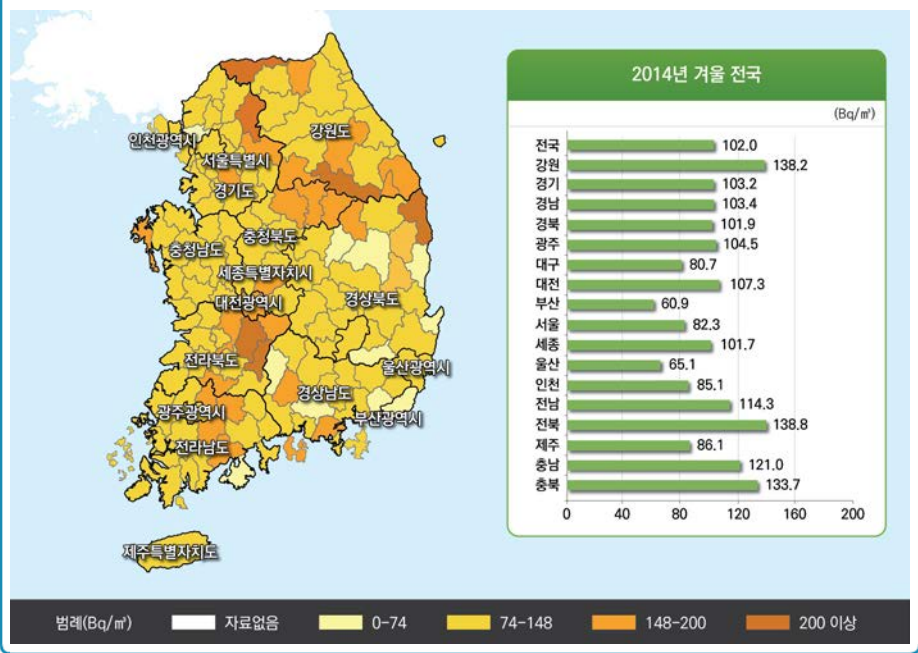 인천광역시
서울특별시
강원도
경기도
충청남도
충청북도
세종특별자치시
대전광역시
경상북도
전라북도
울산광역시
경상남도
광주광역시
부산광역시
전라남도
제주특별자치도
2014년 겨울 전국
(Bq/㎥)
전국 102.0
강원 138.2
경기 103.2
경남 103.4
경북 101.9
광주 104.5
대구 80.7
대전 107.3
부산 60.9
서울 82.3
세종 101.7
울산 65.1
인천 85.1
전남 114.3
전북 138.8
제주 86.1
충남 121.0
충북 133.7
0 40 80 120 160 200
범례(Bq/㎥) 자료없음 0-74 74-148 148-200 200 이상